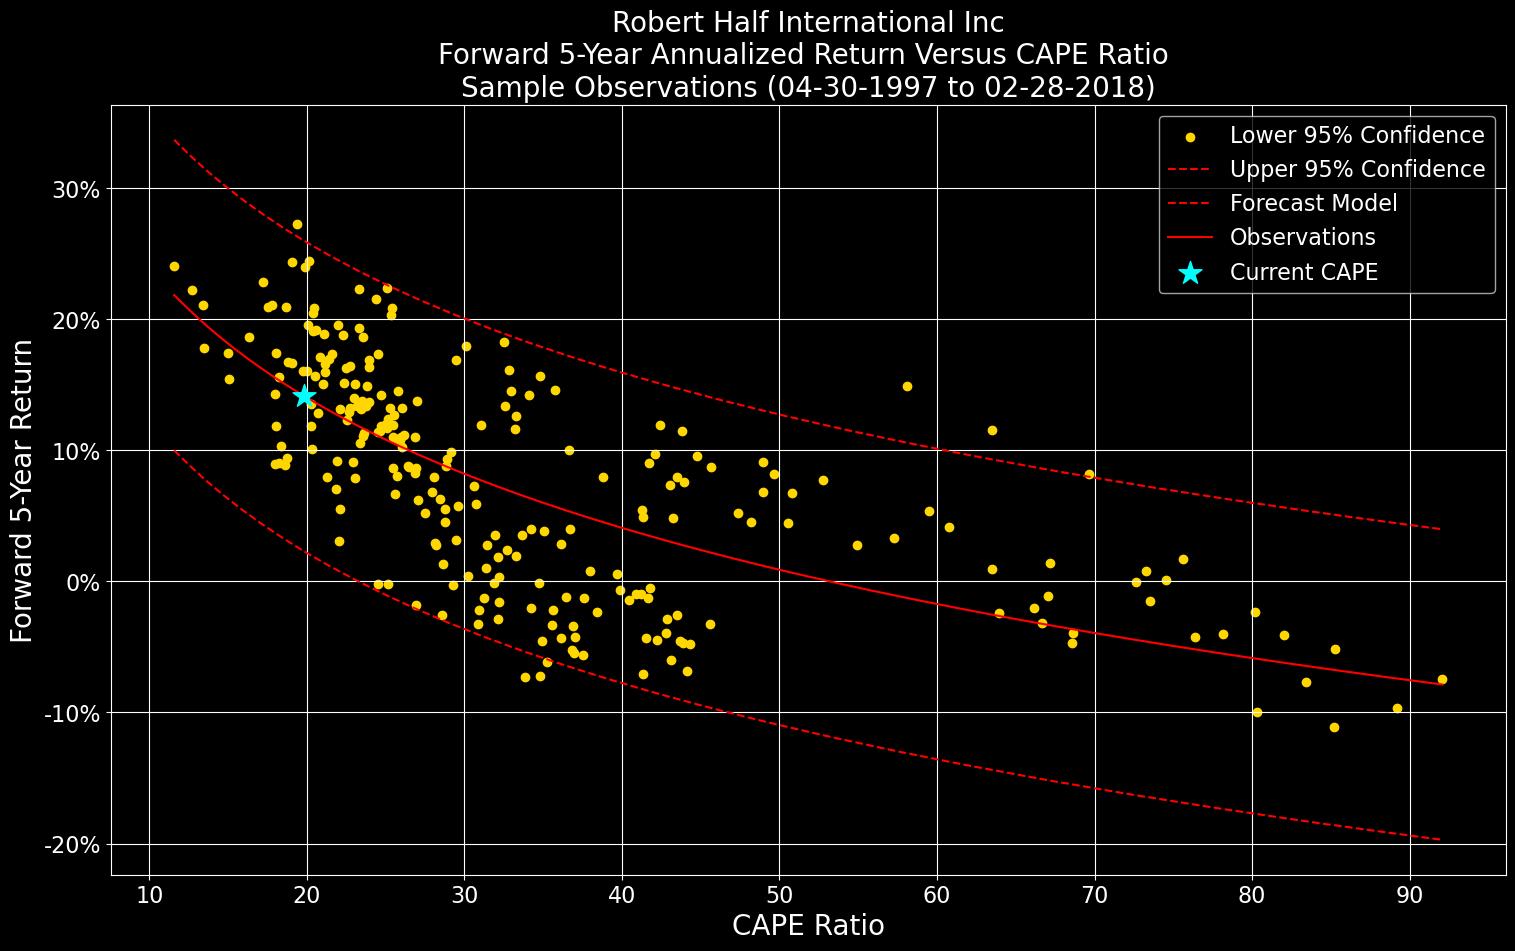 Robert Half International Inc
Forward 5-Year Annualized Return Versus CAPE Ratio
Sample Observations (04-30-1997 to 02-28-2018)
Lower 95% Confidence
Upper 95% Confidence
Forecast Model
Observations
Current CAPE
Forward 5-Year Return
30%
20%
10%
0%
-10%
-20%
10 20 30 40 50 60 70 80 90
CAPE Ratio